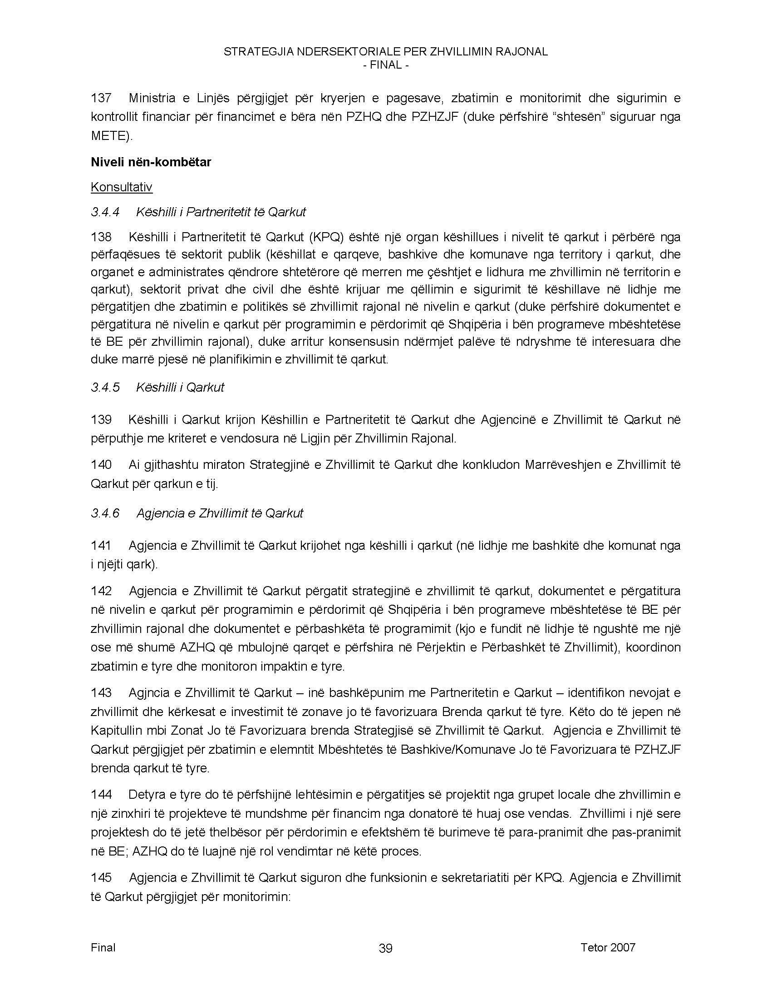 STRATEGJIA NDERSEKTORIALE PER ZHVILLIMIN RAJONAL
- FINAL -
137 Ministria e Linjës përgjigjet për kryerjen e pagesave, zbatimin e monitorimit dhe sigurimin e
kontrollit financiar për financimet e bëra nën PZHQ dhe PZHZJF (duke përfshirë “shtesën” siguruar nga
METE).
Niveli nën-kombëtar
Konsultativ
3.4.4 Këshilli i Partneritetit të Qarkut
138 Këshilli i Partneritetit të Qarkut (KPQ) është një organ këshillues i nivelit të qarkut i përbërë nga
përfaqësues të sektorit publik (këshillat e qarqeve, bashkive dhe komunave nga territory i qarkut, dhe
organet e administrates qëndrore shtetërore që merren me çështjet e lidhura me zhvillimin në territorin e
qarkut), sektorit privat dhe civil dhe është krijuar me qëllimin e sigurimit të këshillave në lidhje me
përgatitjen dhe zbatimin e politikës së zhvillimit rajonal në nivelin e qarkut (duke përfshirë dokumentet e
përgatitura në nivelin e qarkut për programimin e përdorimit që Shqipëria i bën programeve mbështetëse
të BE për zhvillimin rajonal), duke arritur konsensusin ndërmjet palëve të ndryshme të interesuara dhe
duke marrë pjesë në planifikimin e zhvillimit të qarkut.
3.4.5 Këshilli i Qarkut
139 Këshilli i Qarkut krijon Këshillin e Partneritetit të Qarkut dhe Agjencinë e Zhvillimit të Qarkut në
përputhje me kriteret e vendosura në Ligjin për Zhvillimin Rajonal.
140 Ai gjithashtu miraton Strategjinë e Zhvillimit të Qarkut dhe konkludon Marrëveshjen e Zhvillimit të
Qarkut për qarkun e tij.
3.4.6 Agjencia e Zhvillimit të Qarkut
141 Agjencia e Zhvillimit të Qarkut krijohet nga këshilli i qarkut (në lidhje me bashkitë dhe komunat nga
i njëjti qark).
142 Agjencia e Zhvillimit të Qarkut përgatit strategjinë e zhvillimit të qarkut, dokumentet e përgatitura
në nivelin e qarkut për programimin e përdorimit që Shqipëria i bën programeve mbështetëse të BE për
zhvillimin rajonal dhe dokumentet e përbashkëta të programimit (kjo e fundit në lidhje të ngushtë me një
ose më shumë AZHQ që mbulojnë qarqet e përfshira në Përjektin e Përbashkët të Zhvillimit), koordinon
zbatimin e tyre dhe monitoron impaktin e tyre.
143 Agjncia e Zhvillimit të Qarkut – inë bashkëpunim me Partneritetin e Qarkut – identifikon nevojat e
zhvillimit dhe kërkesat e investimit të zonave jo të favorizuara Brenda qarkut të tyre. Këto do të jepen në
Kapitullin mbi Zonat Jo të Favorizuara brenda Strategjisë së Zhvillimit të Qarkut. Agjencia e Zhvillimit të
Qarkut përgjigjet për zbatimin e elemntit Mbështetës të Bashkive/Komunave Jo të Favorizuara të PZHZJF
brenda qarkut të tyre.
144 Detyra e tyre do të përfshijnë lehtësimin e përgatitjes së projektit nga grupet locale dhe zhvillimin e
një zinxhiri të projekteve të mundshme për financim nga donatorë të huaj ose vendas. Zhvillimi i një sere
projektesh do të jetë thelbësor për përdorimin e efektshëm të burimeve të para-pranimit dhe pas-pranimit
në BE; AZHQ do të luajnë një rol vendimtar në këtë proces.
145 Agjencia e Zhvillimit të Qarkut siguron dhe funksionin e sekretariatiti për KPQ. Agjencia e Zhvillimit
të Qarkut përgjigjet për monitorimin:
Final 39 Tetor 2007